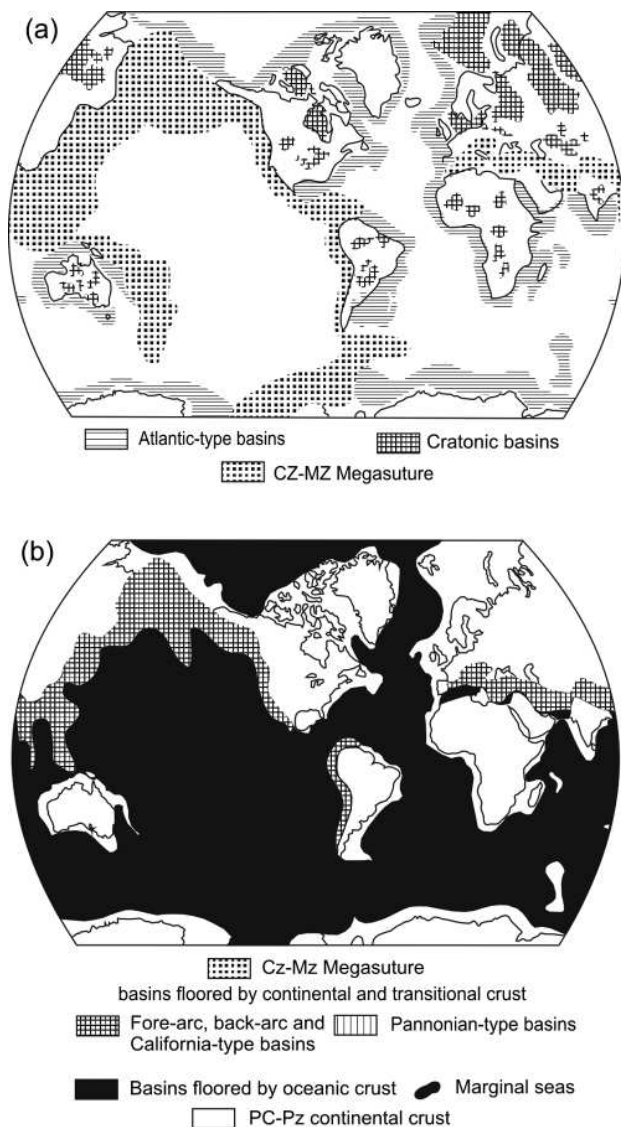 (a)
Atlantic-type basins
Cratonic basins
CZ-MZ Megasuture
(b)
Cz-Mz Megasuture
basins floored by continental and transitional crust
Fore-arc, back-arc and
California-type basins
Pannonian-type basins
Basins floored by oceanic crust
Marginal seas
PC-Pz continental crust